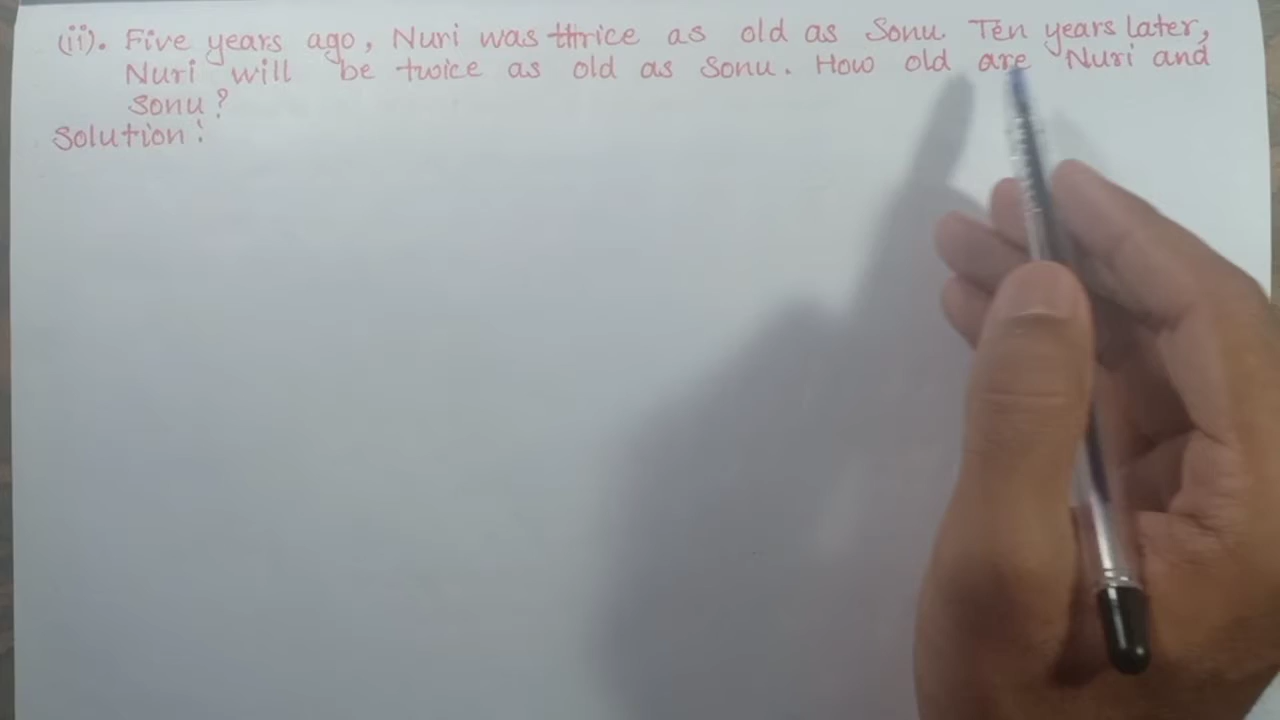 (ii). Five years ago, Nuri was thrice as old as Sonu. Ten years later,
Nuri will be twice as old as Sonu. How old are Nuri and
Sonu?
Solution: